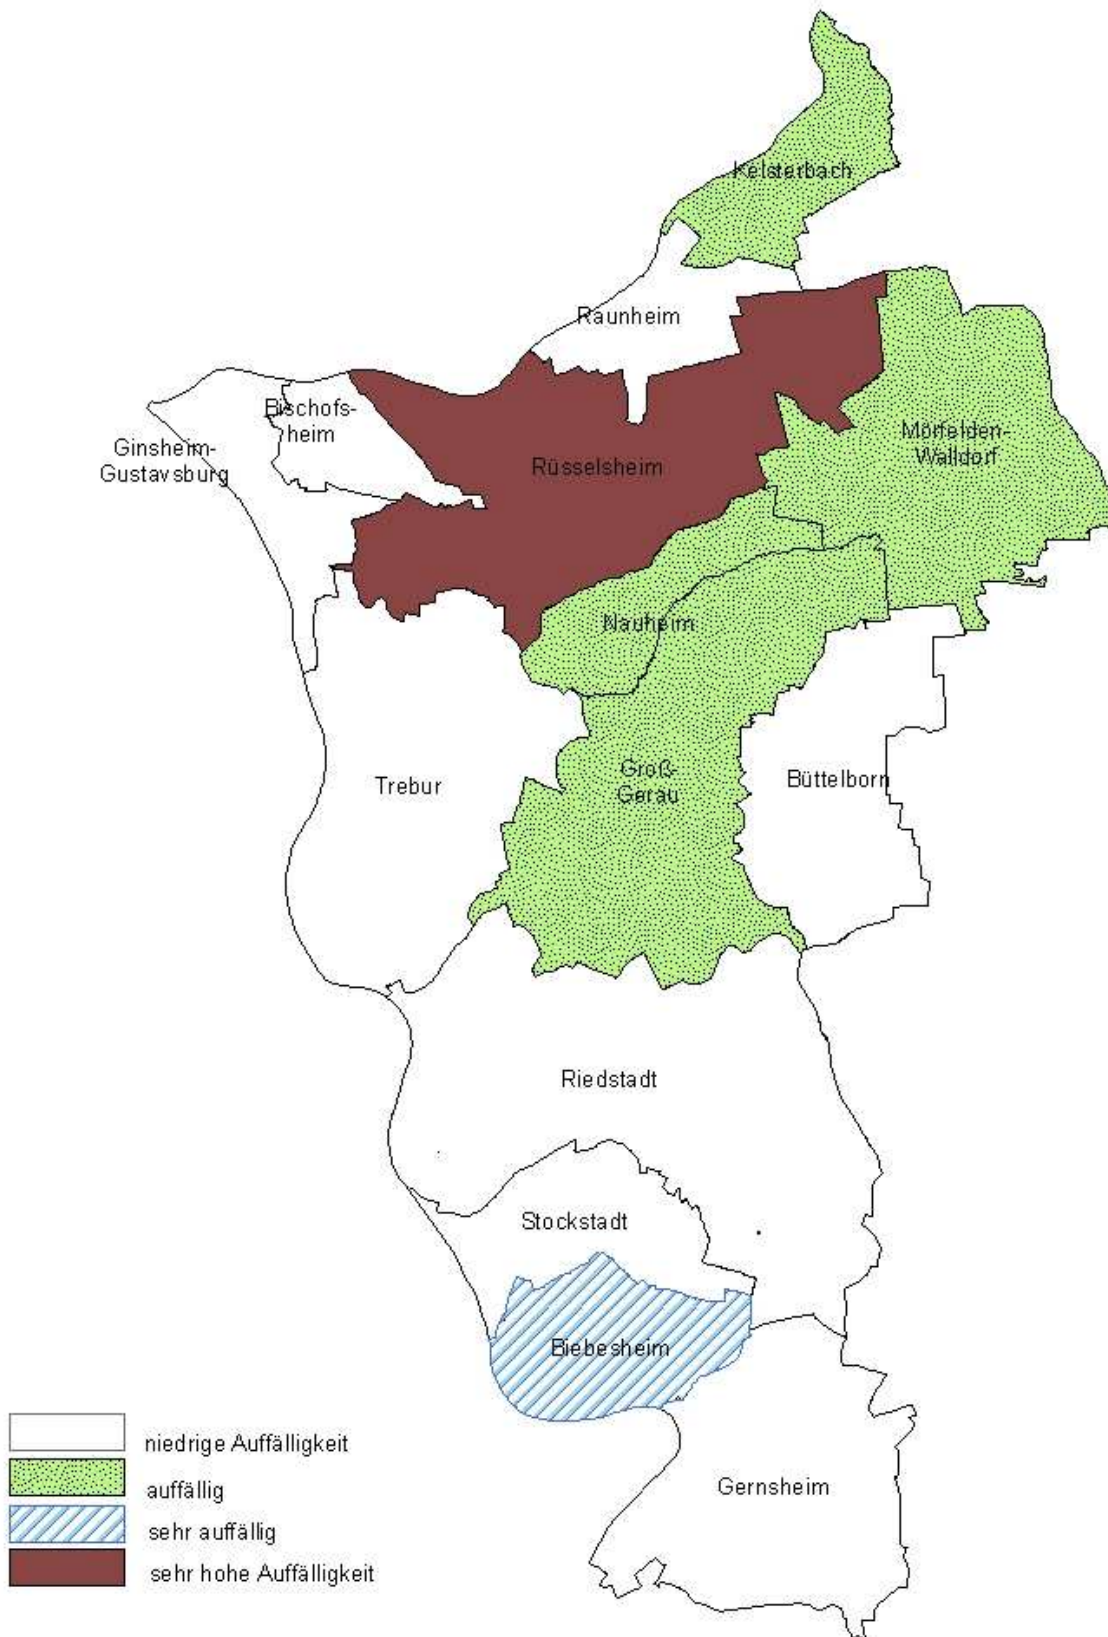 Kelsterbach
Raunheim
Bischofs-
heim
Ginsheim-
Gustavsburg
Rüsselsheim
Mörfelden-
Walldorf
Nauheim
Groß-
Gerau
Trebur
Büttelborn
Riedstadt
Stockstadt
Biebesheim
Gernsheim
niedrige Auffälligkeit
auffällig
sehr auffällig
sehr hohe Auffälligkeit